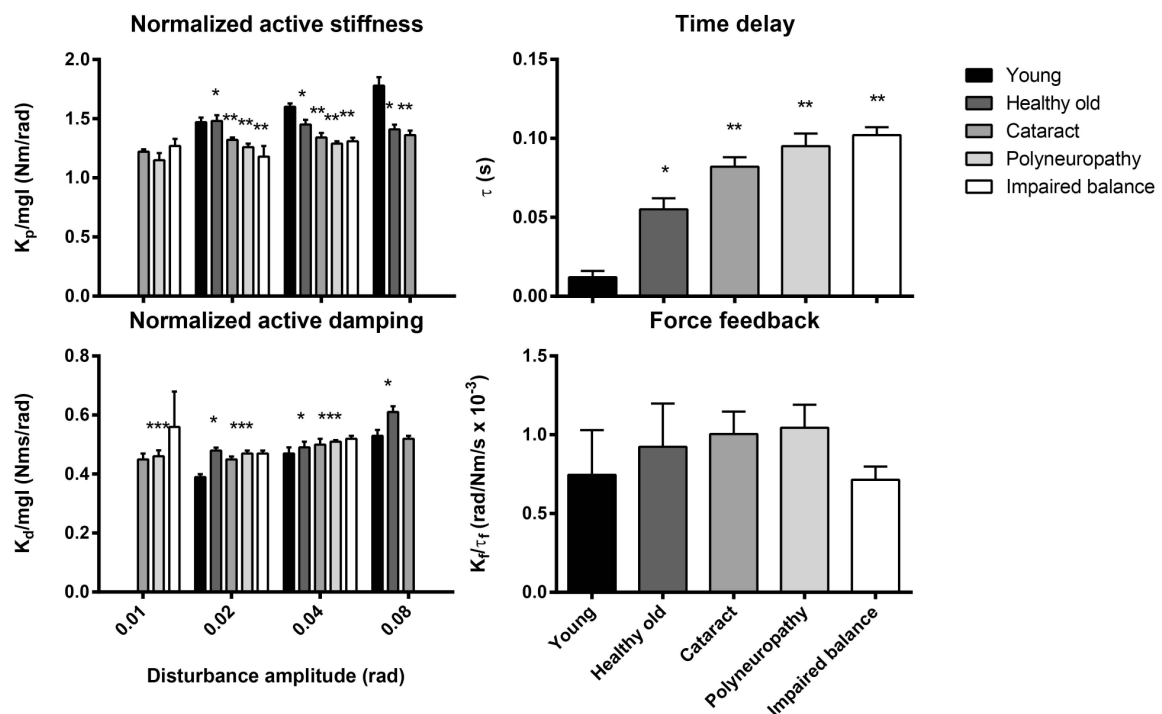 Normalized active stiffness
Kp/mgl (Nm/rad)
2.0
1.5
1.0
0.5
0.0
*
**
**
**
*
**
**
**
*
**
Time delay
τ (s)
0.15
0.10
0.05
0.00
*
**
**
**
Young
Healthy old
Cataract
Polyneuropathy
Impaired balance
Normalized active damping
Kd/mgl (Nms/rad)
0.8
0.6
0.4
0.2
0.0
***
*
***
*
***
*
0.01
0.02
0.04
0.08
Disturbance amplitude (rad)
Force feedback
Kf/τf (rad/Nm/s x 10-3)
1.5
1.0
0.5
0.0
Young
Healthy old
Cataract
Polyneuropathy
Impaired balance